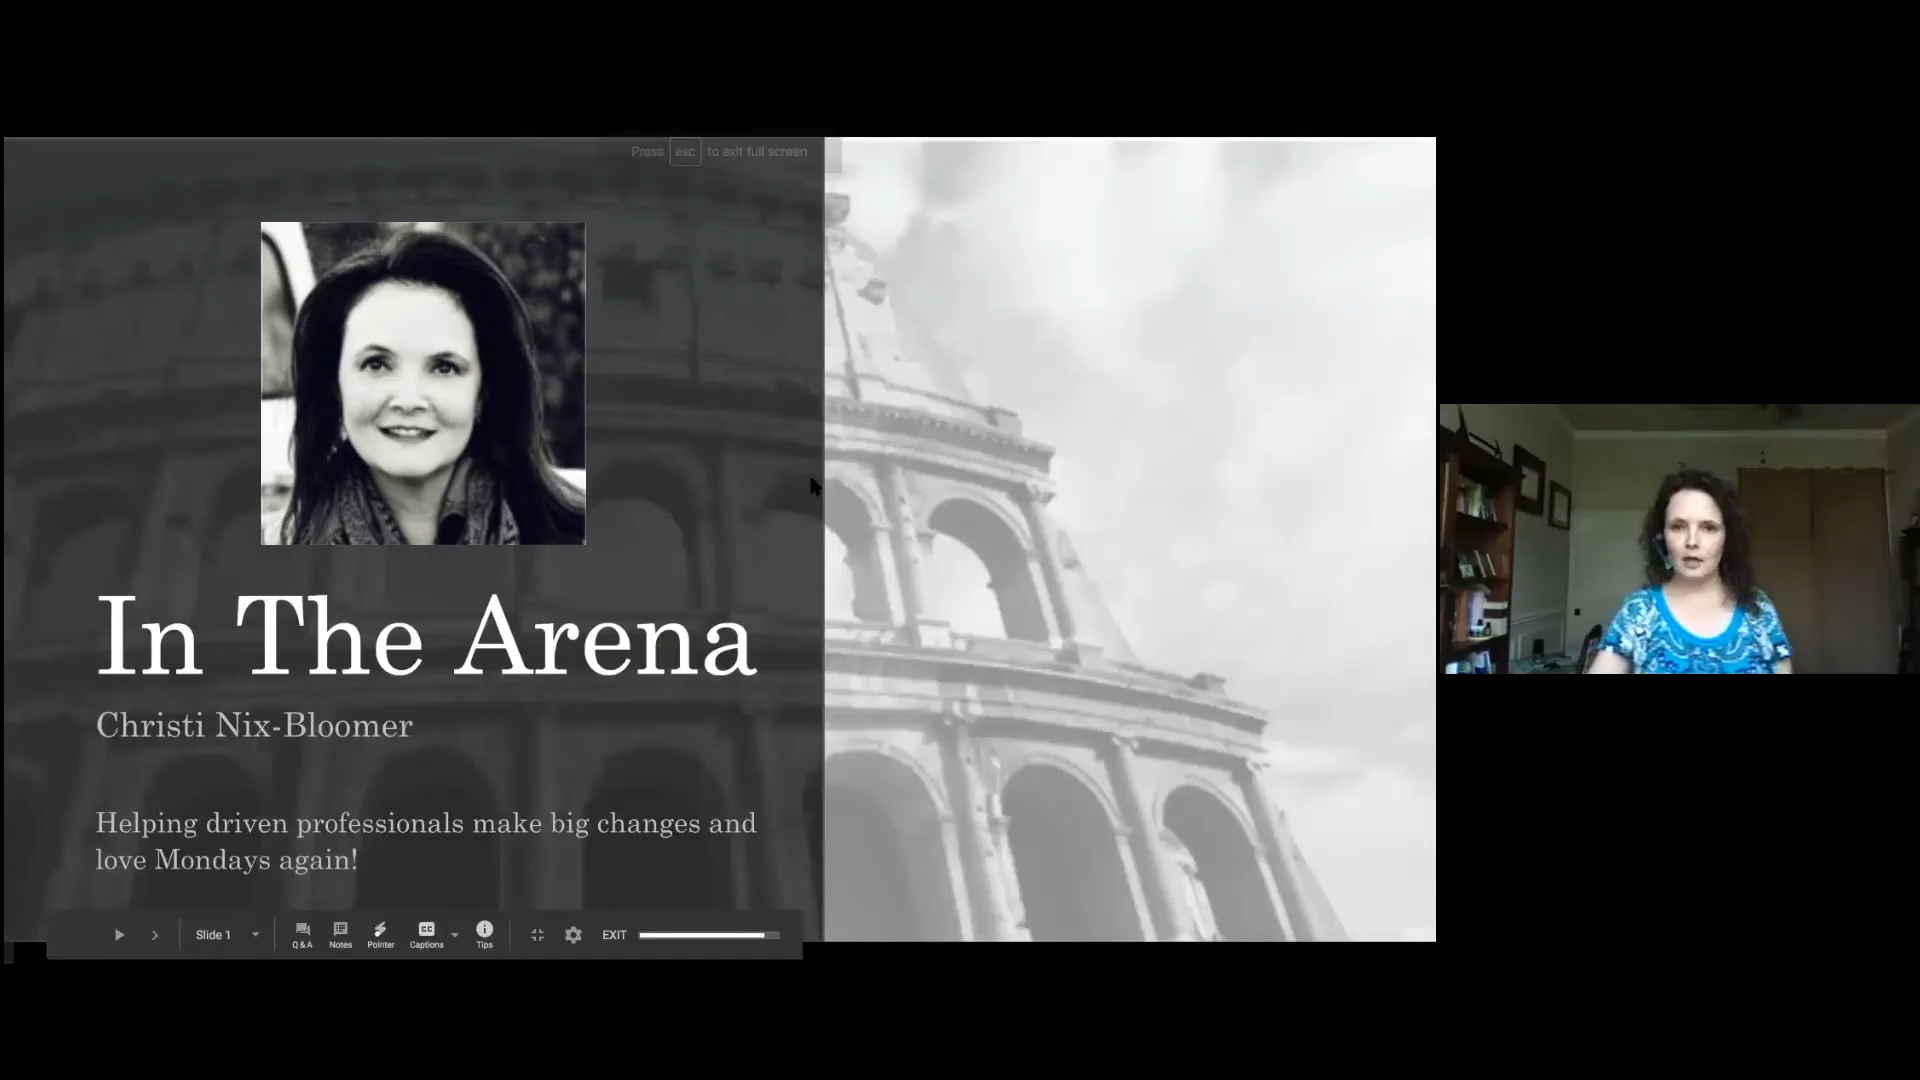 Press esc to exit full screen
In The Arena
Christi Nix-Bloomer
Helping driven professionals make big changes and
love Mondays again!
Slide 1
Q & A
Notes
Pointer
CC
Captions
Tips
EXIT